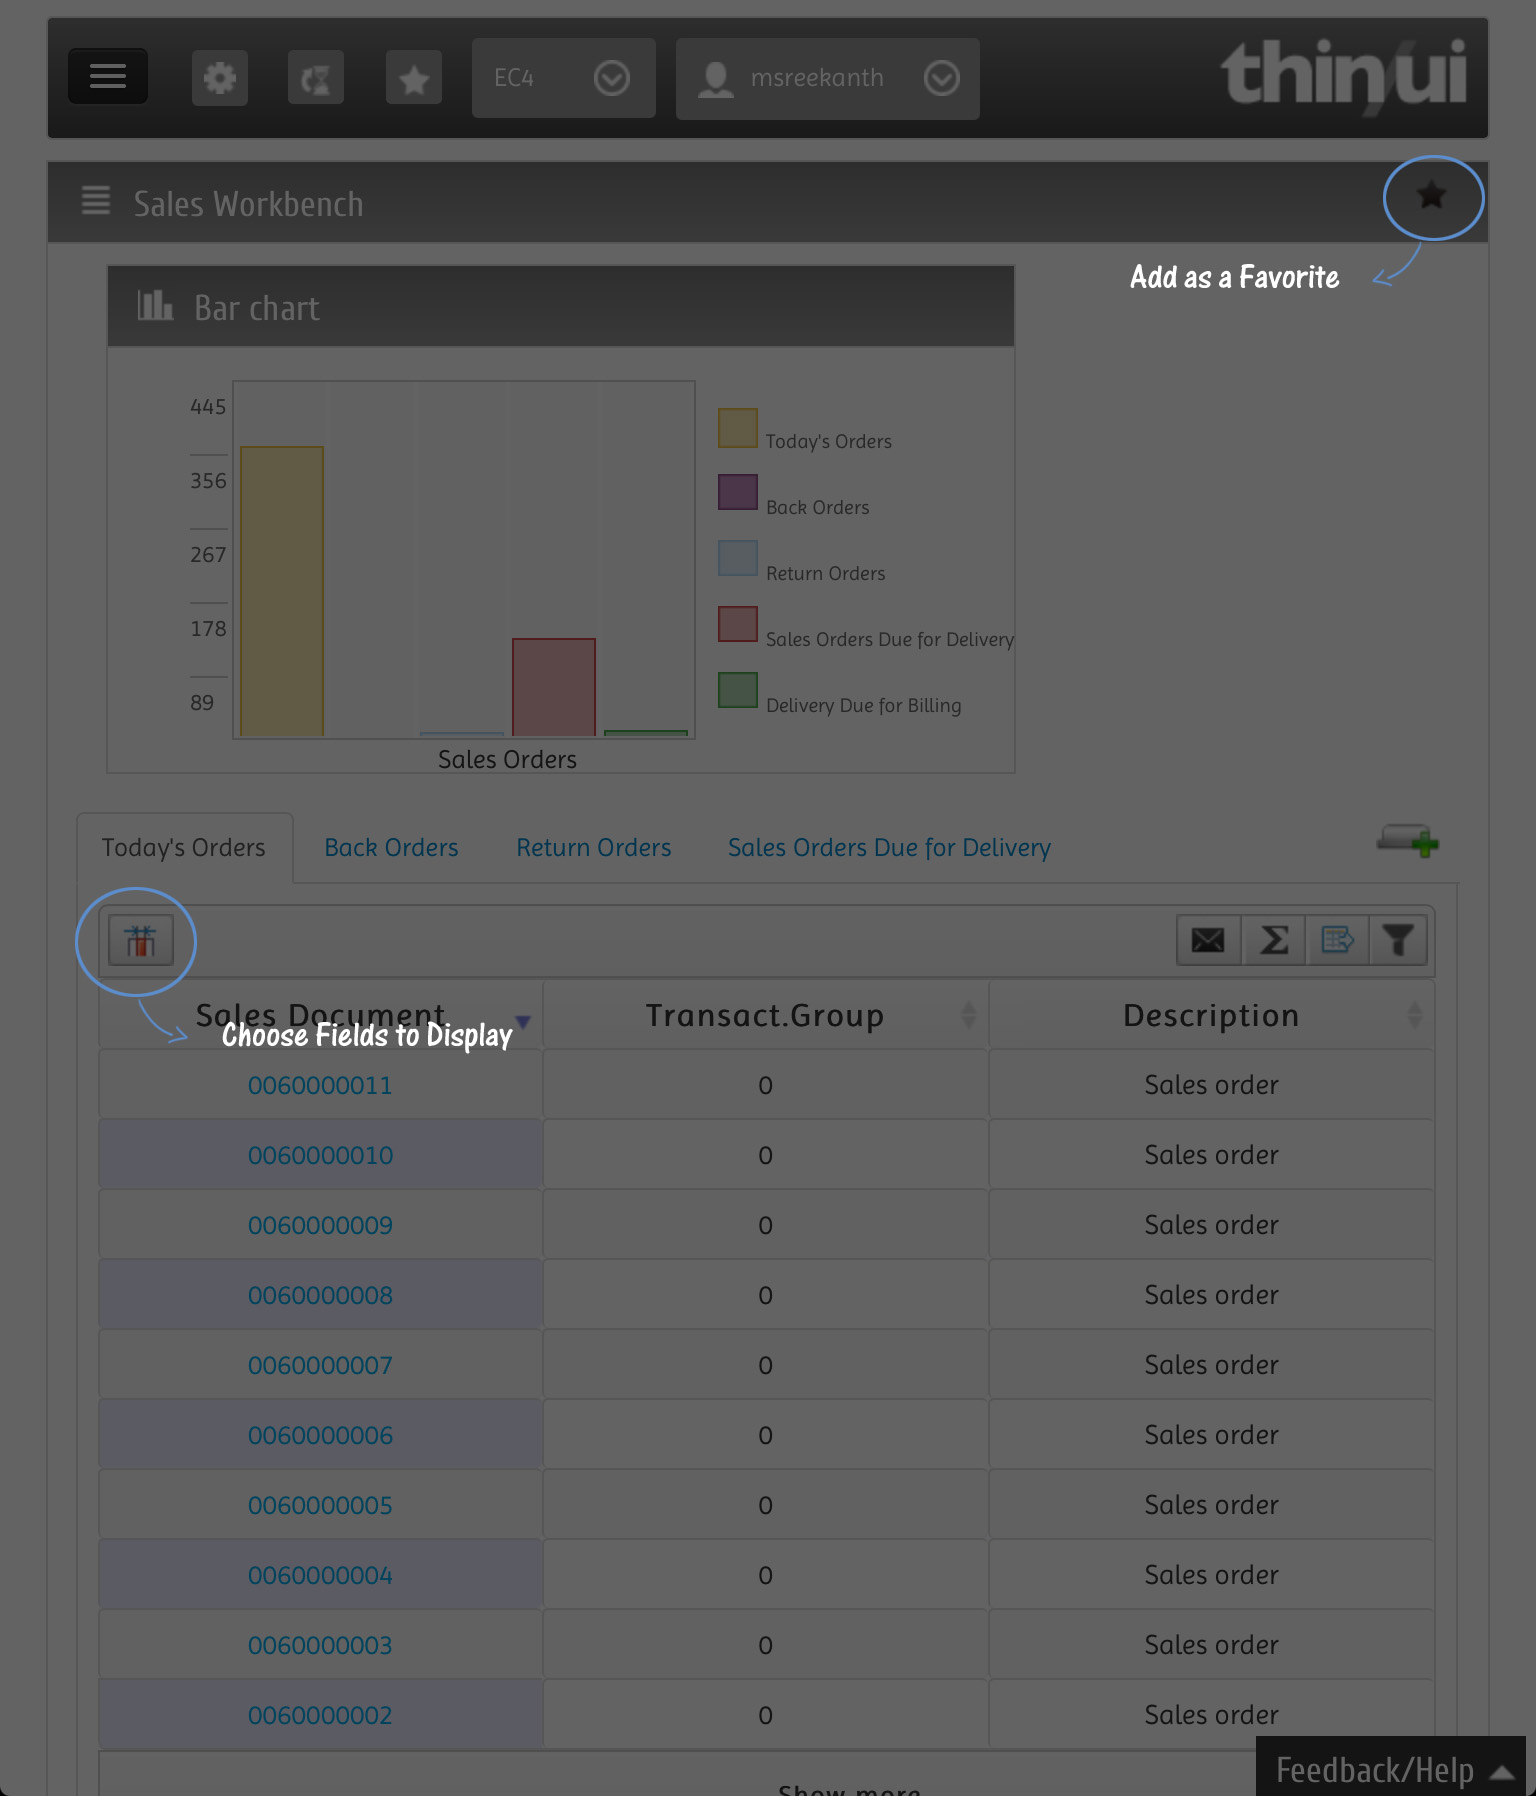 EC4
msreekanth
thin/ui
Sales Workbench
Add as a Favorite
Bar chart
445
356
267
178
89
Today's Orders
Back Orders
Return Orders
Sales Orders Due for Delivery
Delivery Due for Billing
Sales Orders
Today's Orders Back Orders Return Orders Sales Orders Due for Delivery
Sales Document Transact.Group Description
Choose Fields to Display
0060000011 0 Sales order
0060000010 0 Sales order
0060000009 0 Sales order
0060000008 0 Sales order
0060000007 0 Sales order
0060000006 0 Sales order
0060000005 0 Sales order
0060000004 0 Sales order
0060000003 0 Sales order
0060000002 0 Sales order
Show more
Feedback/Help